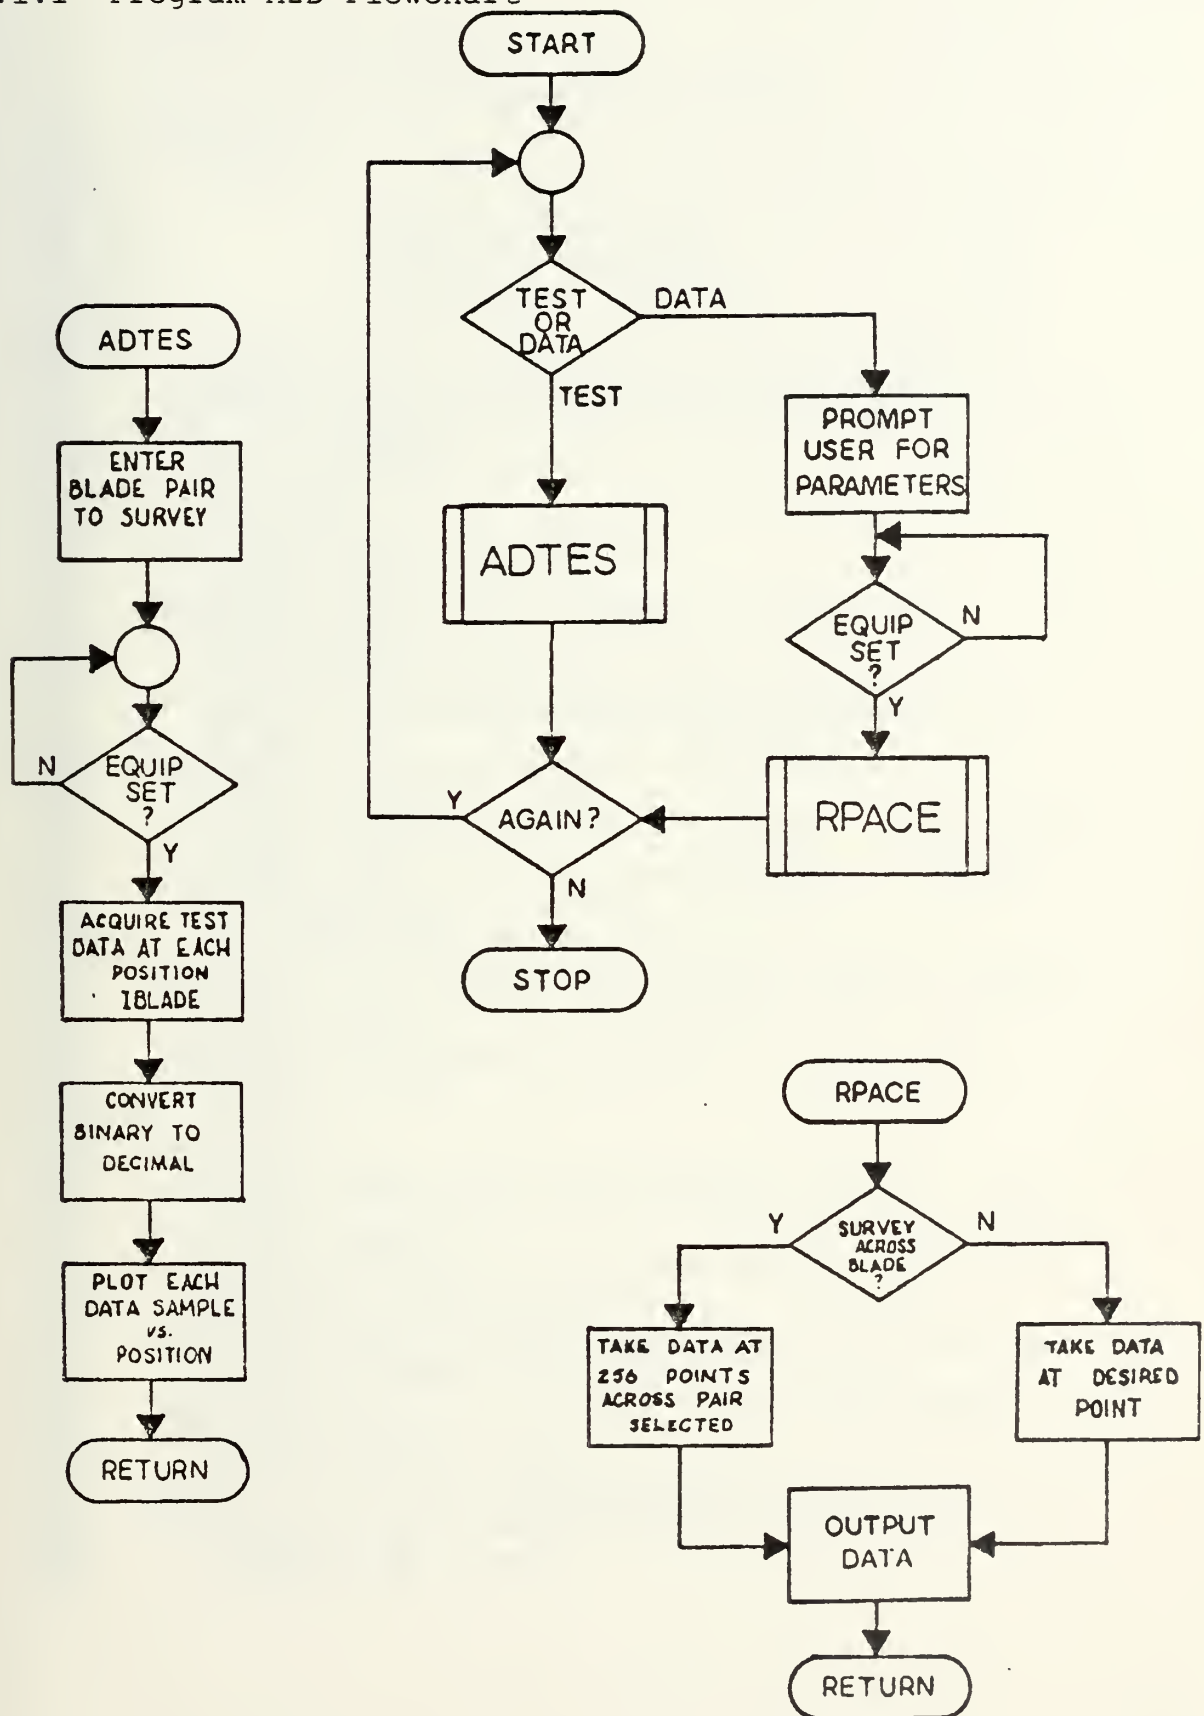 START
TEST
OR
DATA
DATA
TEST
PROMPT
USER FOR
PARAMETERS
ADTES
EQUIP
SET
?
N
Y
RPACE
AGAIN?
Y
N
STOP
ADTES
ENTER
BLADE PAIR
TO SURVEY
EQUIP
SET
?
N
Y
ACQUIRE TEST
DATA AT EACH
POSITION
IBLADE
CONVERT
BINARY TO
DECIMAL
PLOT EACH
DATA SAMPLE
vs.
POSITION
RETURN
RPACE
SURVEY
ACROSS
BLADE
?
Y
N
TAKE DATA AT
256 POINTS
ACROSS PAIR
SELECTED
TAKE DATA
AT DESIRED
POINT
OUTPUT
DATA
RETURN